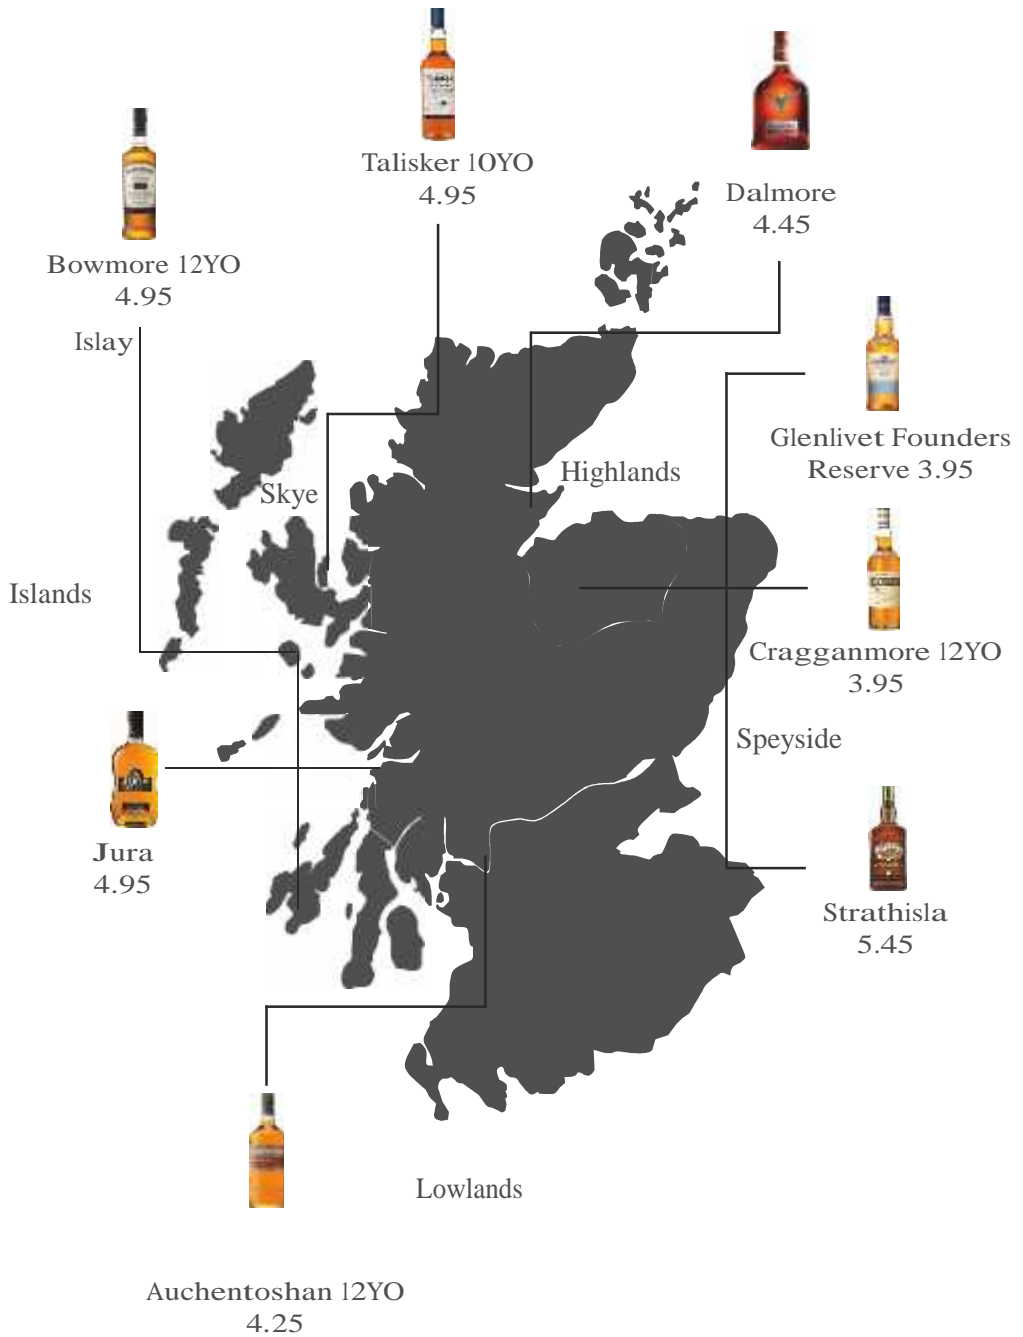 Talisker 10YO
4.95
Dalmore
4.45
Bowmore 12YO
4.95
Islay
Glenlivet Founders
Reserve 3.95
Highlands
Skye
Islands
Cragganmore 12YO
3.95
Speyside
Jura
4.95
Strathisla
5.45
Lowlands
Auchentoshan 12YO
4.25